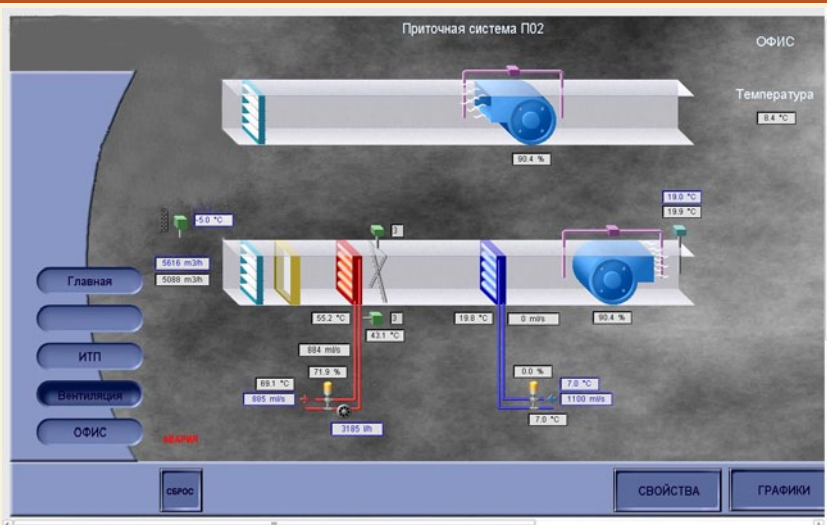 Приточная система П02
ОФИС
Температура
8.4 °C
90.4 %
-5.0 °C
3
19.0 °C
19.9 °C
5616 m3/h
5088 m3/h
Главная
55.2 °C
3
43.1 °C
19.8 °C
0 ml/s
90.4 %
884 ml/s
ИТП
71.9 %
0.0 %
69.1 °C
7.0 °C
885 ml/s
1100 ml/s
Вентиляция
7.0 °C
3185 l/h
ОФИС
АВАРИЯ
СБРОС
СВОЙСТВА
ГРАФИКИ